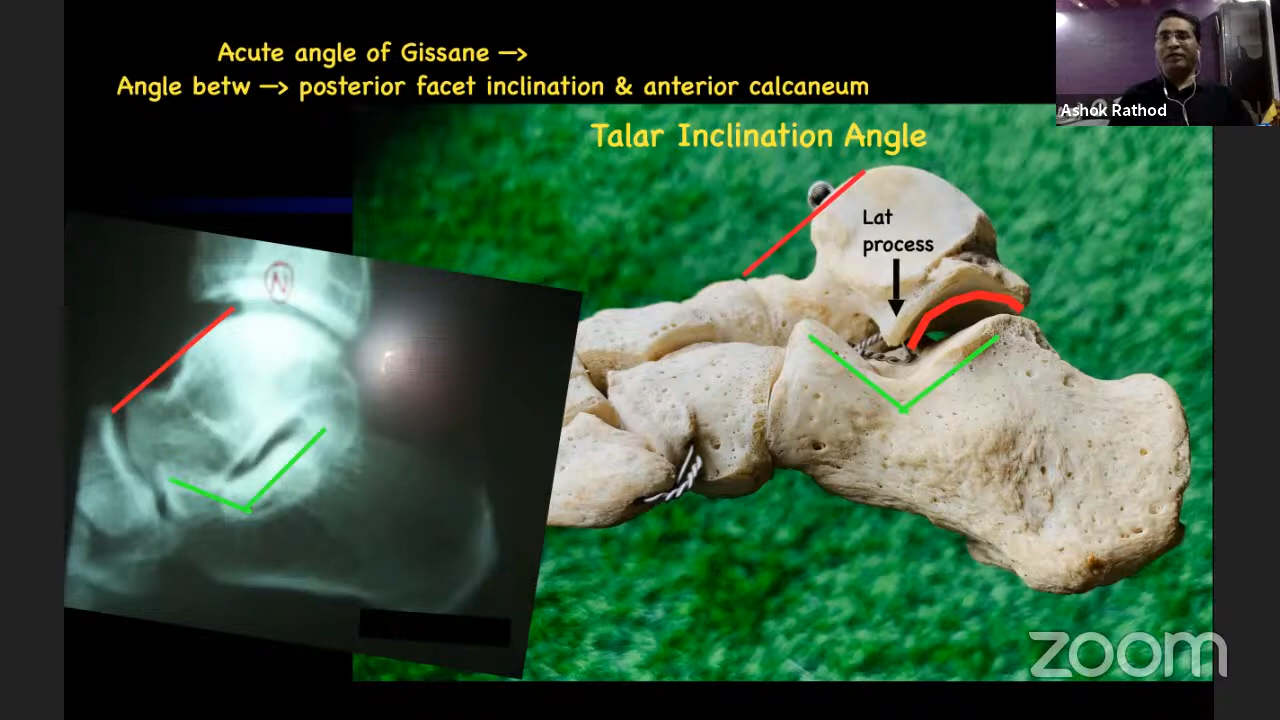 Acute angle of Gissane —>
Angle betw —> posterior facet inclination & anterior calcaneum
Ashok Rathod
Talar Inclination Angle
Lat
process
N
zoom